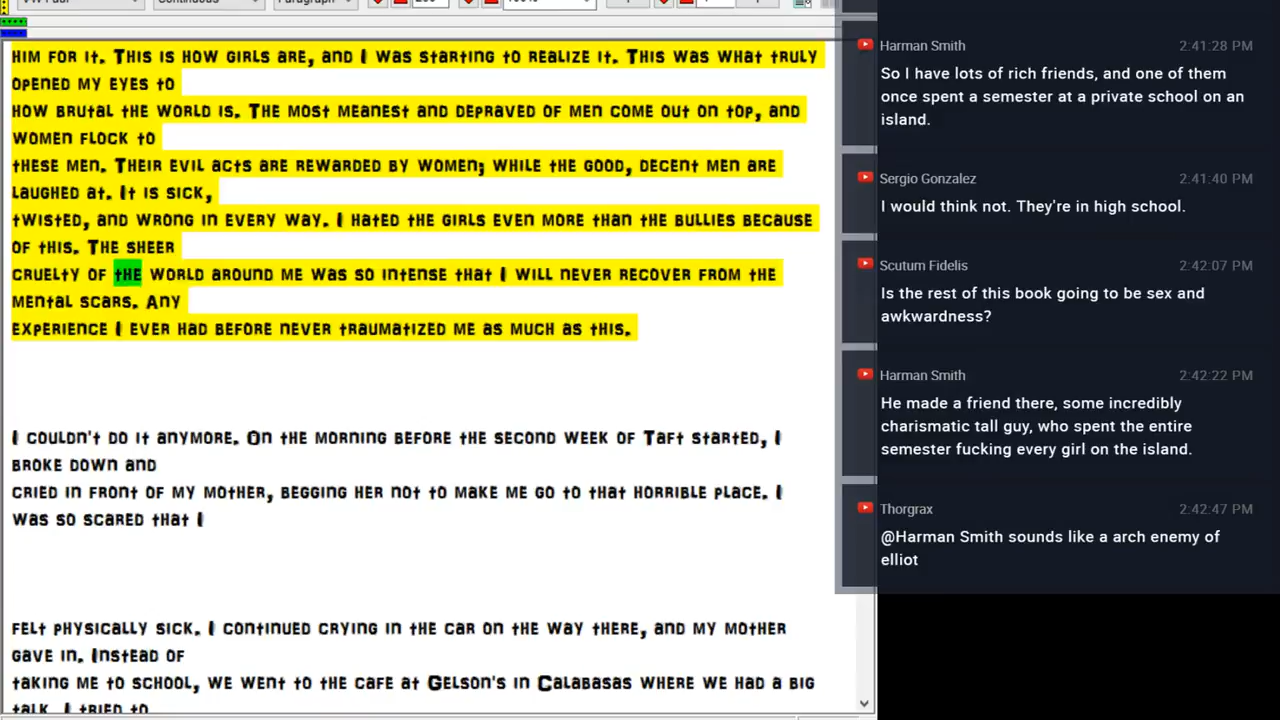 Continuous
Paragraph
HIM FOR IT. THIS IS HOW GIRLS ARE, AND I WAS STARTING TO REALIZE IT. THIS WAS WHAT TRULY
OPENED MY EYES TO
HOW BRUTAL THE WORLD IS. THE MOST MEANEST AND DEPRAVED OF MEN COME OUT ON TOP, AND
WOMEN FLOCK TO
THESE MEN. THEIR EVIL ACTS ARE REWARDED BY WOMEN; WHILE THE GOOD, DECENT MEN ARE
LAUGHED AT. IT IS SICK,
TWISTED, AND WRONG IN EVERY WAY. I HATED THE GIRLS EVEN MORE THAN THE BULLIES BECAUSE
OF THIS. THE SHEER
CRUELTY OF THE WORLD AROUND ME WAS SO INTENSE THAT I WILL NEVER RECOVER FROM THE
MENTAL SCARS. ANY
EXPERIENCE I EVER HAD BEFORE NEVER TRAUMATIZED ME AS MUCH AS THIS.
I COULDN'T DO IT ANYMORE. ON THE MORNING BEFORE THE SECOND WEEK OF TAFT STARTED, I
BROKE DOWN AND
CRIED IN FRONT OF MY MOTHER, BEGGING HER NOT TO MAKE ME GO TO THAT HORRIBLE PLACE. I
WAS SO SCARED THAT I
FELT PHYSICALLY SICK. I CONTINUED CRYING IN THE CAR ON THE WAY THERE, AND MY MOTHER
GAVE IN. INSTEAD OF
TAKING ME TO SCHOOL, WE WENT TO THE CAFE AT GELSON'S IN CALABASAS WHERE WE HAD A BIG
TALK. I TRIED TO
Harman Smith 2:41:28 PM
So I have lots of rich friends, and one of them
once spent a semester at a private school on an
island.
Sergio Gonzalez 2:41:40 PM
I would think not. They're in high school.
Scutum Fidelis 2:42:07 PM
Is the rest of this book going to be sex and
awkwardness?
Harman Smith 2:42:22 PM
He made a friend there, some incredibly
charismatic tall guy, who spent the entire
semester fucking every girl on the island.
Thorgrax 2:42:47 PM
@Harman Smith sounds like a arch enemy of
elliot